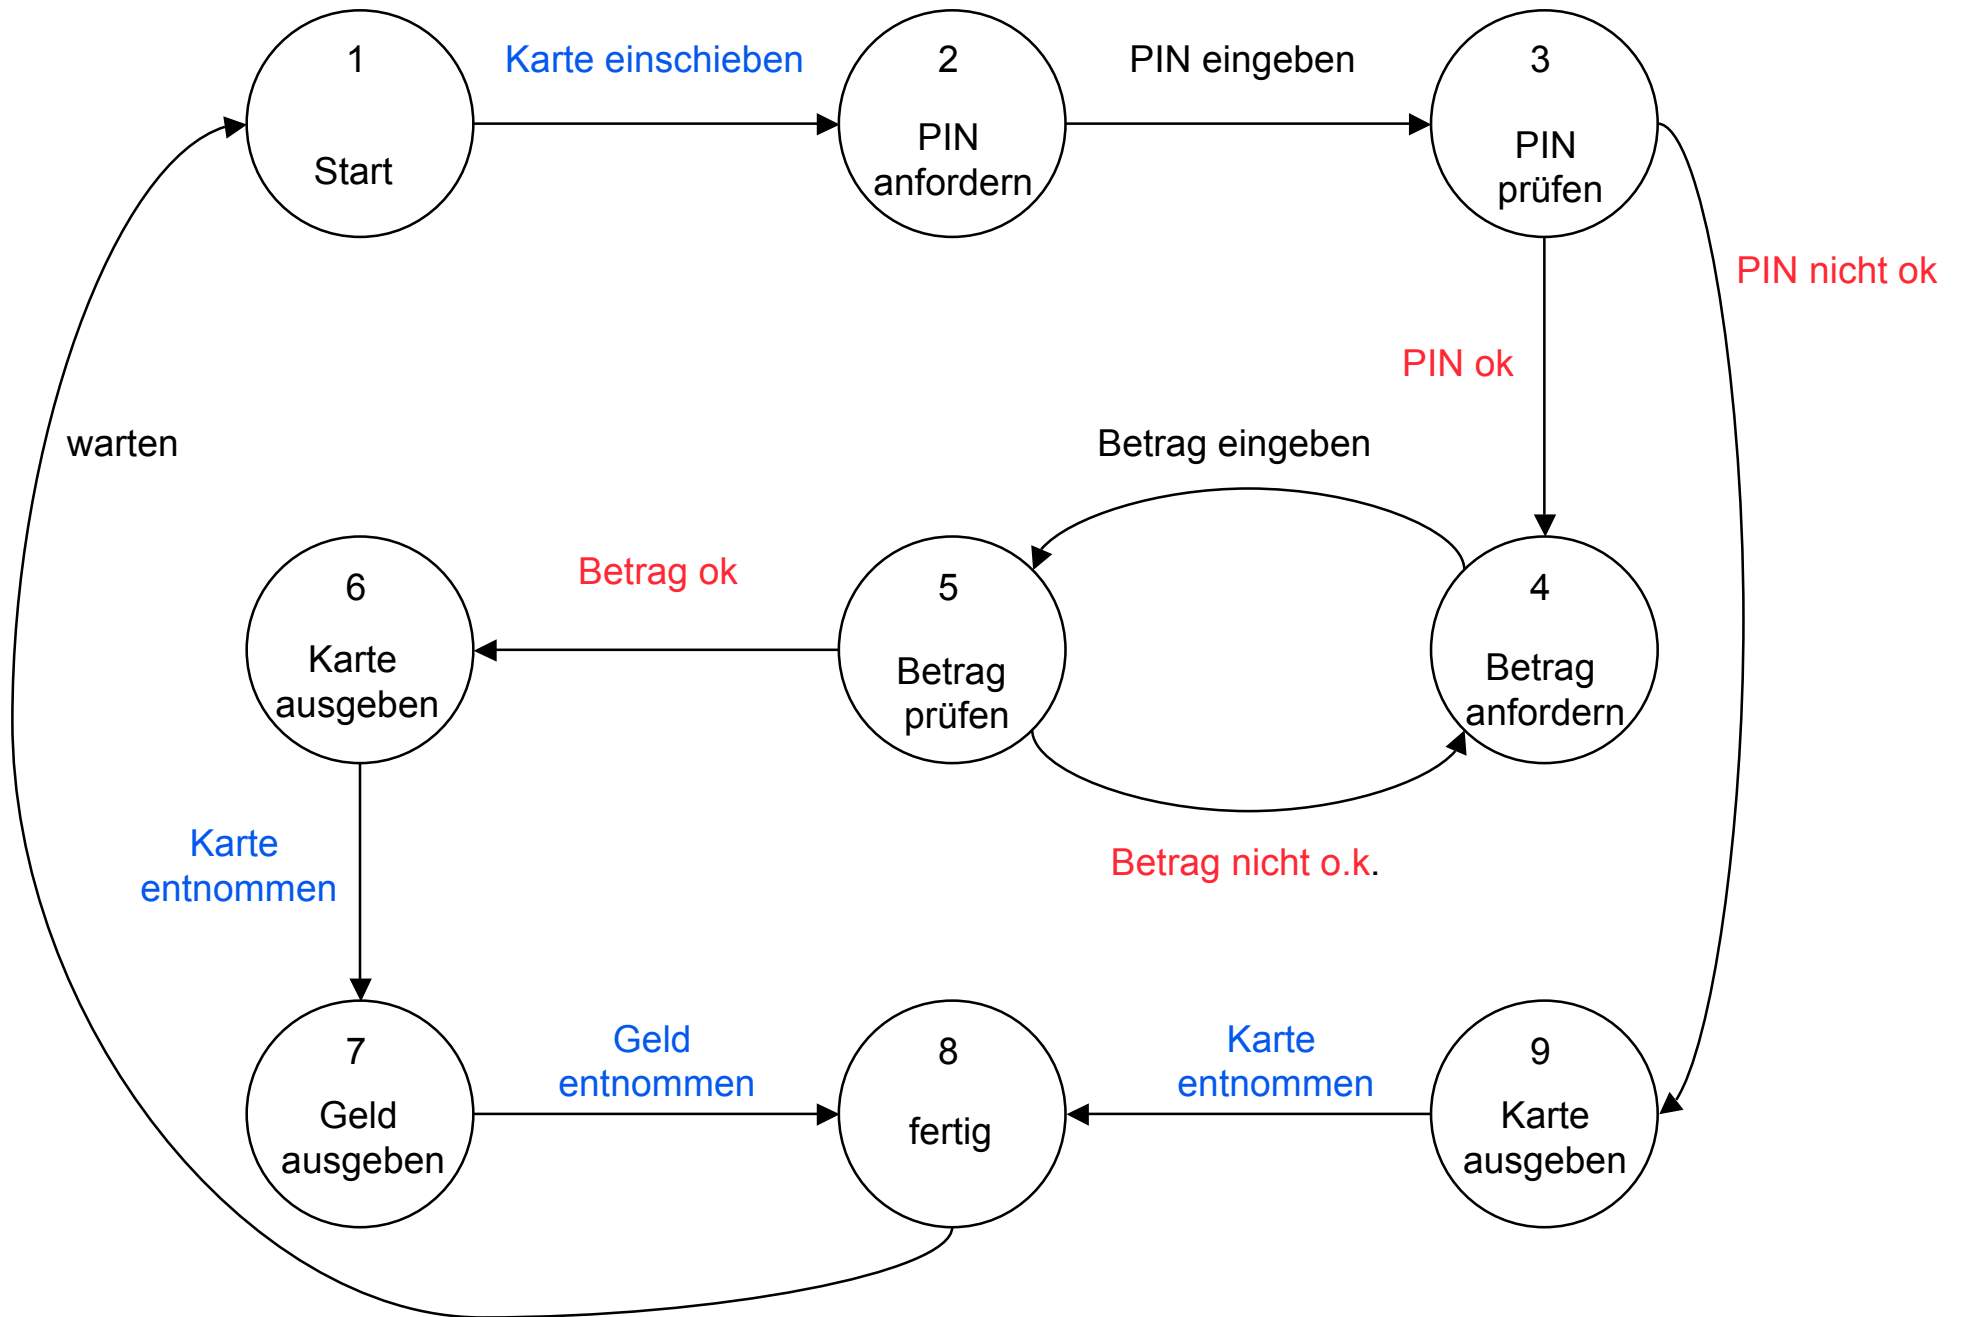 1
Karte einschieben
2
PIN eingeben
3
Start
PIN
anfordern
PIN
prüfen
PIN nicht ok
PIN ok
warten
Betrag eingeben
6
Betrag ok
5
4
Karte
ausgeben
Betrag
prüfen
Betrag
anfordern
Karte
entnommen
Betrag nicht o.k.
7
Geld
entnommen
8
Karte
entnommen
9
Geld
ausgeben
fertig
Karte
ausgeben